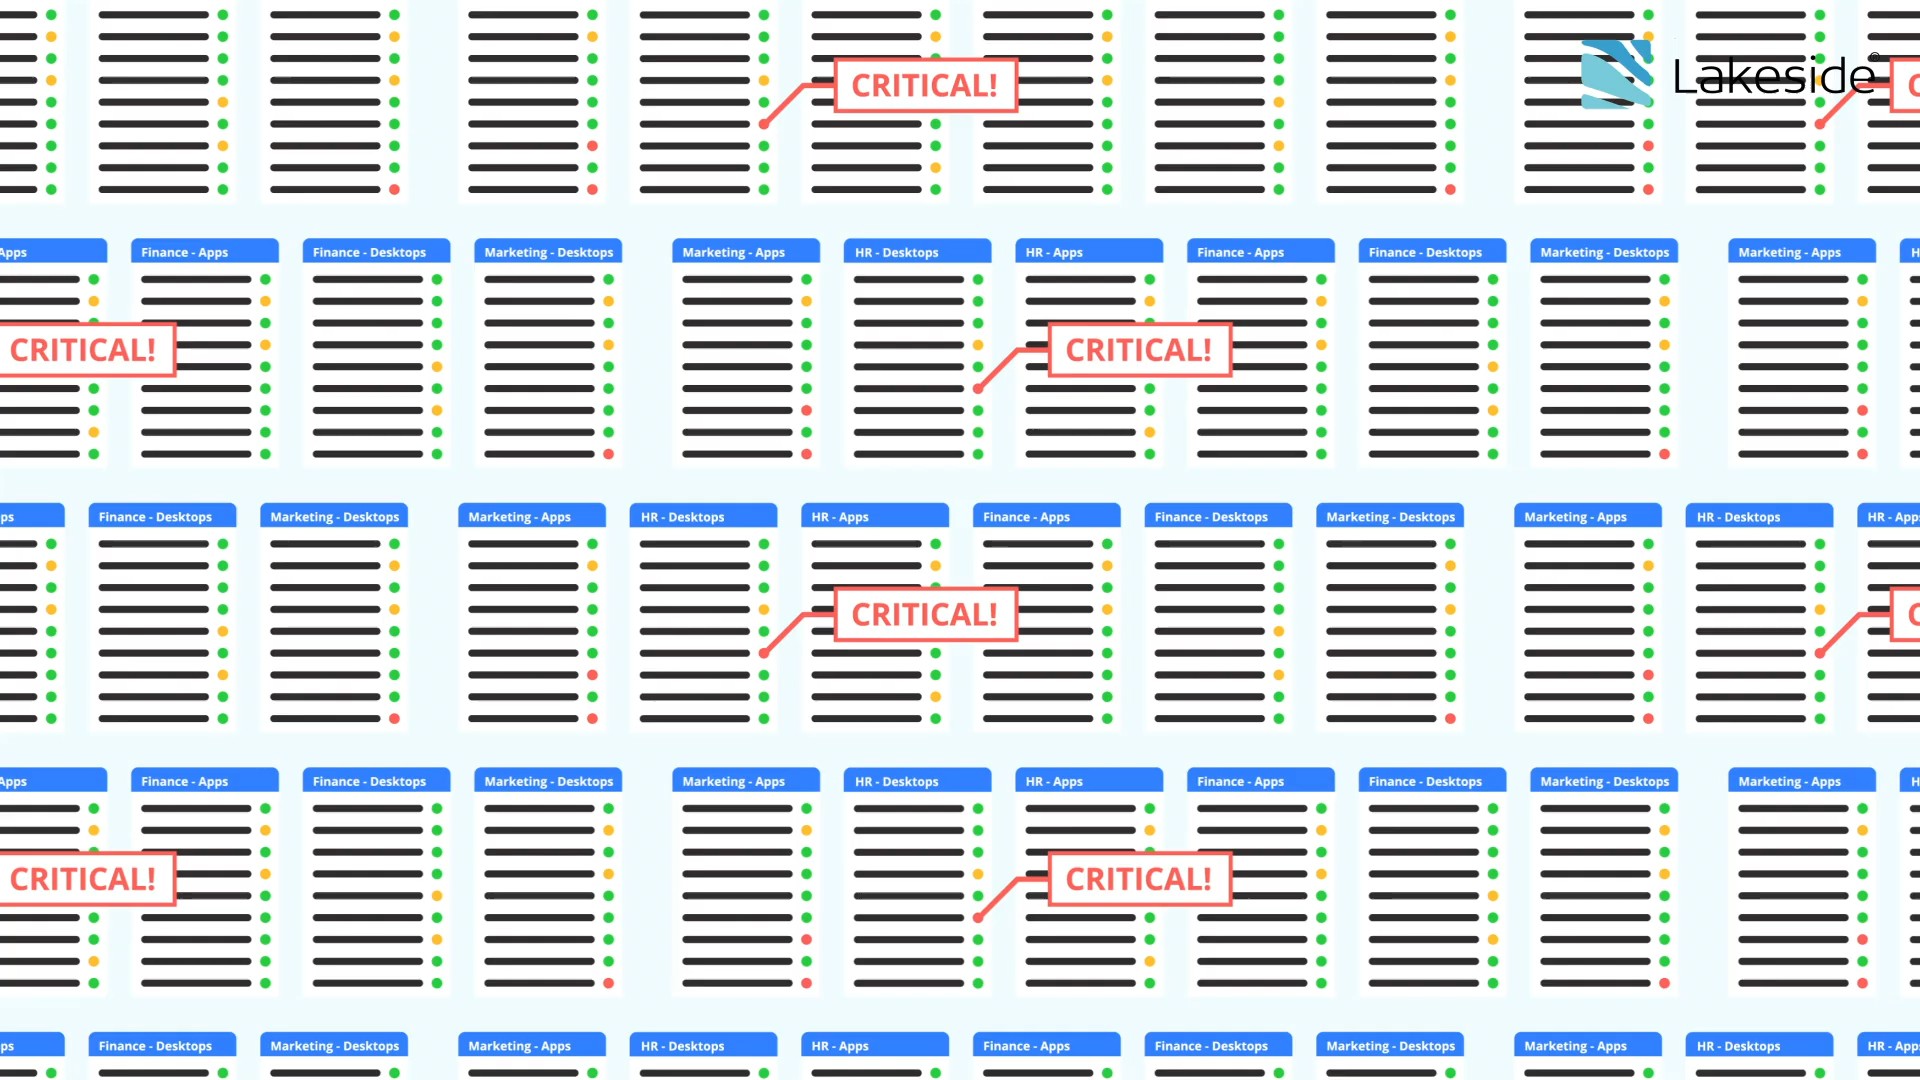 CRITICAL!
Lakeside®
Apps
Finance - Apps
Finance - Desktops
Marketing - Desktops
Marketing - Apps
HR - Desktops
HR - Apps
Finance - Apps
Finance - Desktops
Marketing - Desktops
Marketing - Apps
CRITICAL!
CRITICAL!
Finance - Desktops
Marketing - Desktops
Marketing - Apps
HR - Desktops
HR - Apps
Finance - Apps
Finance - Desktops
Marketing - Desktops
Marketing - Apps
HR - Desktops
HR - Apps
CRITICAL!
Apps
Finance - Apps
Finance - Desktops
Marketing - Desktops
Marketing - Apps
HR - Desktops
HR - Apps
Finance - Apps
Finance - Desktops
Marketing - Desktops
Marketing - Apps
CRITICAL!
CRITICAL!
Finance - Desktops
Marketing - Desktops
Marketing - Apps
HR - Desktops
HR - Apps
Finance - Apps
Finance - Desktops
Marketing - Desktops
Marketing - Apps
HR - Desktops
HR - Apps